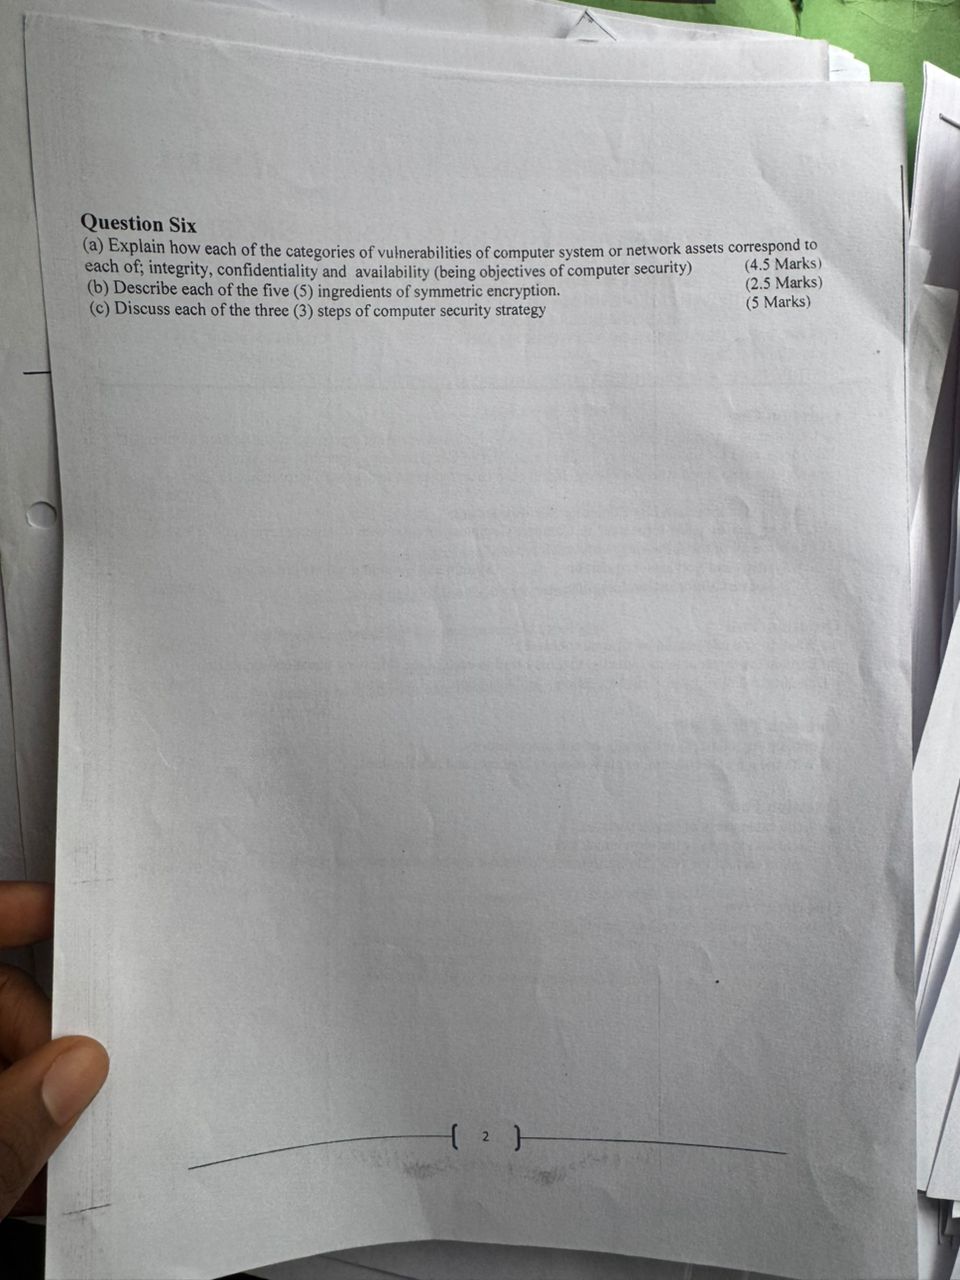 Question Six
(a) Explain how each of the categories of vulnerabilities of computer system or network assets correspond to
each of; integrity, confidentiality and availability (being objectives of computer security) (4.5 Marks)
(b) Describe each of the five (5) ingredients of symmetric encryption. (2.5 Marks)
(c) Discuss each of the three (3) steps of computer security strategy (5 Marks)
2